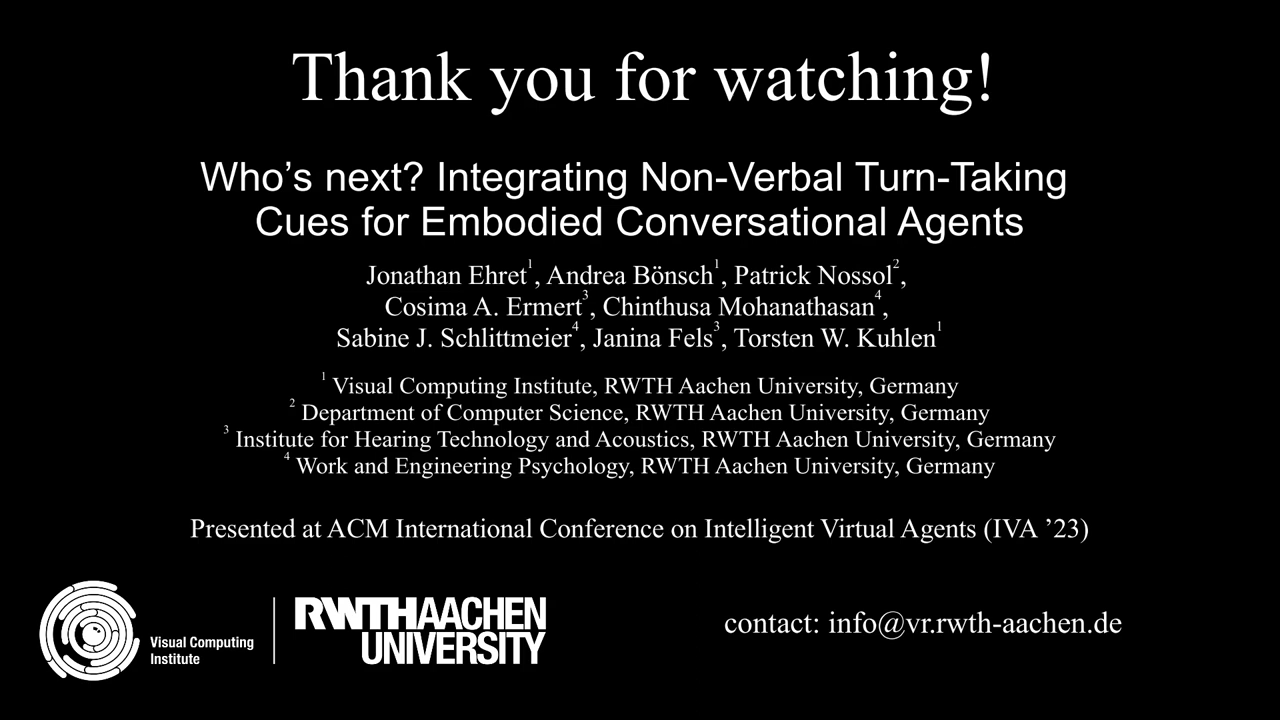 Thank you for watching!
Who’s next? Integrating Non-Verbal Turn-Taking
Cues for Embodied Conversational Agents
Jonathan Ehret1, Andrea Bönsch1, Patrick Nossol2,
Cosima A. Ermert3, Chinthusa Mohanathasan4,
Sabine J. Schlittmeier4, Janina Fels3, Torsten W. Kuhlen1
1 Visual Computing Institute, RWTH Aachen University, Germany
2 Department of Computer Science, RWTH Aachen University, Germany
3 Institute for Hearing Technology and Acoustics, RWTH Aachen University, Germany
4 Work and Engineering Psychology, RWTH Aachen University, Germany
Presented at ACM International Conference on Intelligent Virtual Agents (IVA ’23)
Visual Computing
Institute
RWTHAACHEN
UNIVERSITY
contact: info@vr.rwth-aachen.de